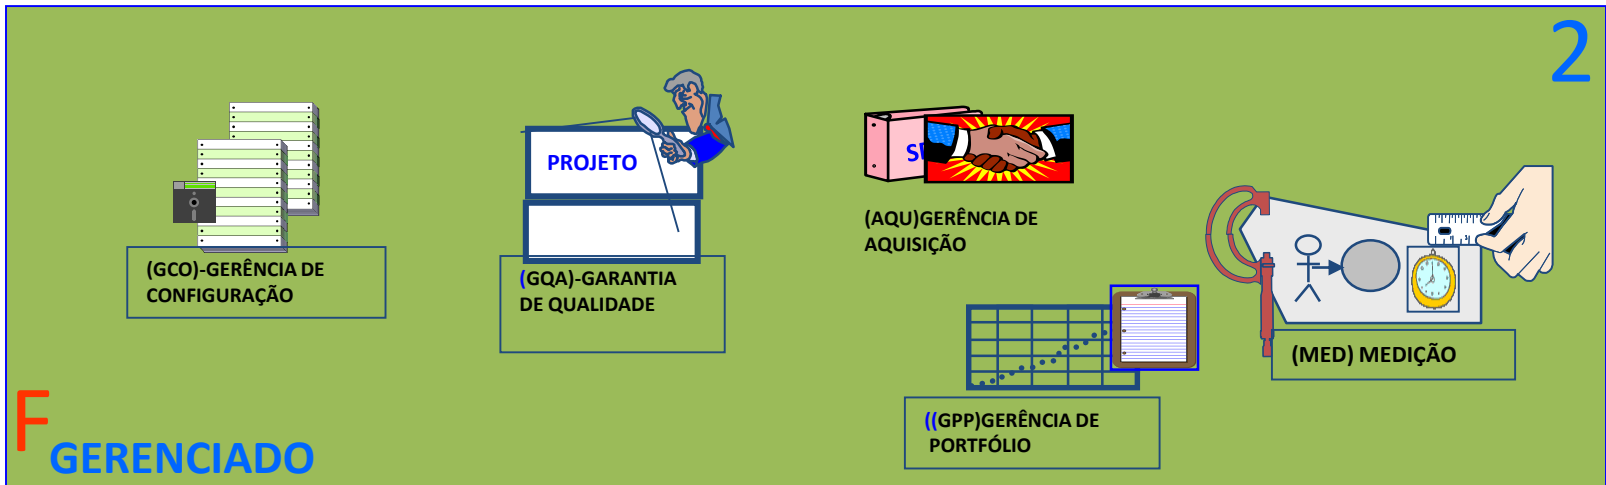 2
PROJETO
(GCO)-GERÊNCIA DE
CONFIGURAÇÃO
(GQA)-GARANTIA
DE QUALIDADE
(AQU)GERÊNCIA DE
AQUISIÇÃO
(MED) MEDIÇÃO
((GPP)GERÊNCIA DE
PORTFÓLIO
F
GERENCIADO